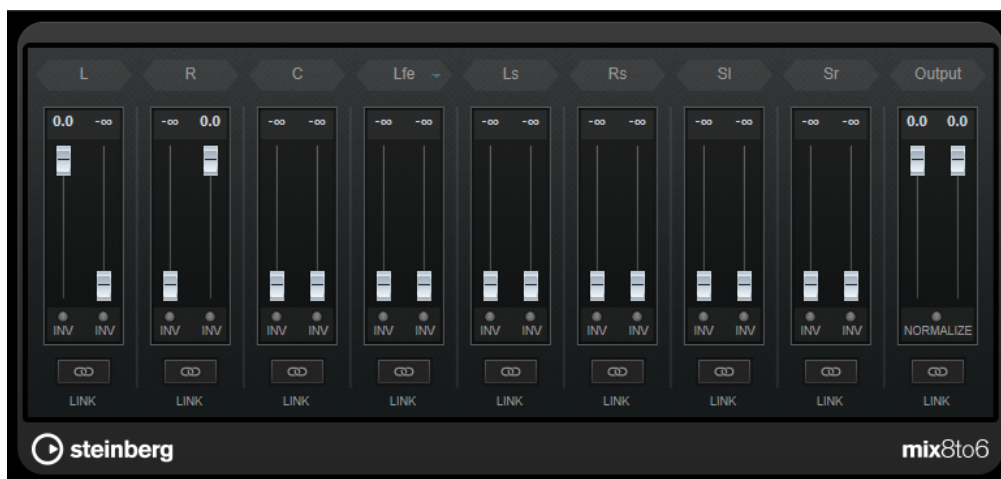 L R C Lfe Ls Rs Sl Sr Output
0.0 -∞ -∞ 0.0 -∞ -∞ -∞ -∞ -∞ -∞ -∞ -∞ -∞ -∞ -∞ -∞ 0.0 0.0
INV INV INV INV INV INV INV INV INV INV INV INV INV INV INV INV NORMALIZE
LINK LINK LINK LINK LINK LINK LINK LINK LINK
steinberg mix8to6